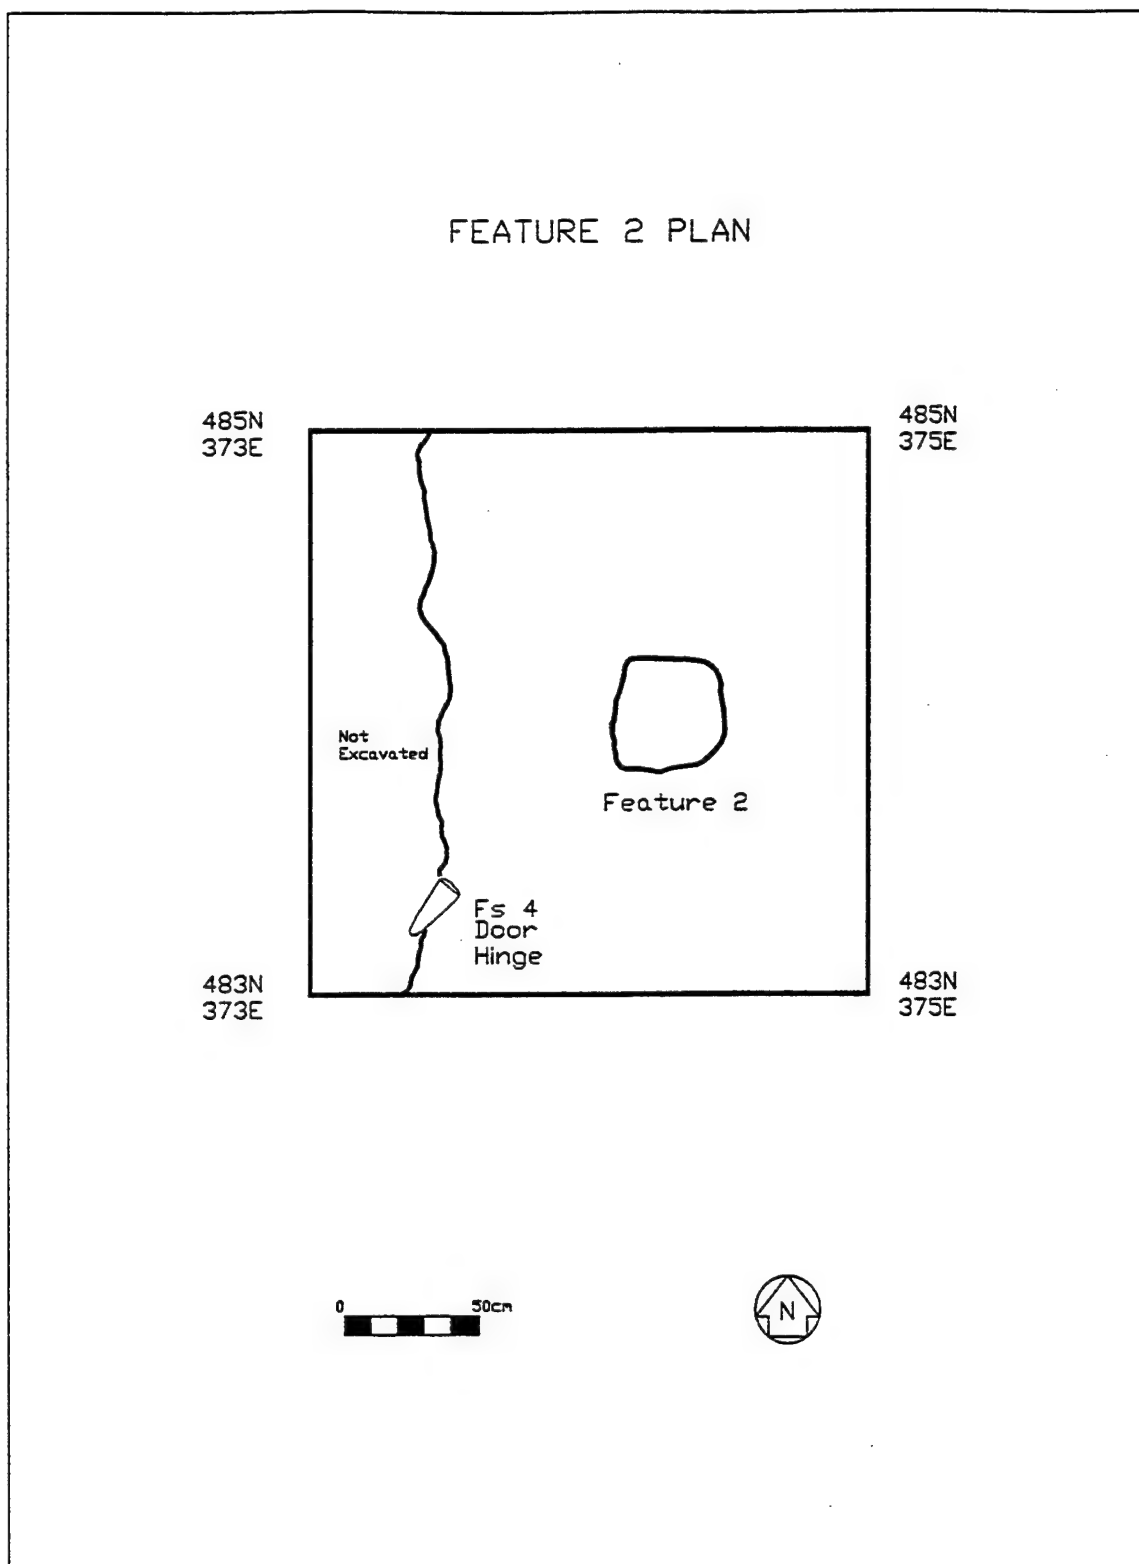 FEATURE 2 PLAN
485N
373E
485N
375E
Not
Excavated
Feature 2
Fs 4
Door
Hinge
483N
373E
483N
375E
0
50cm
N